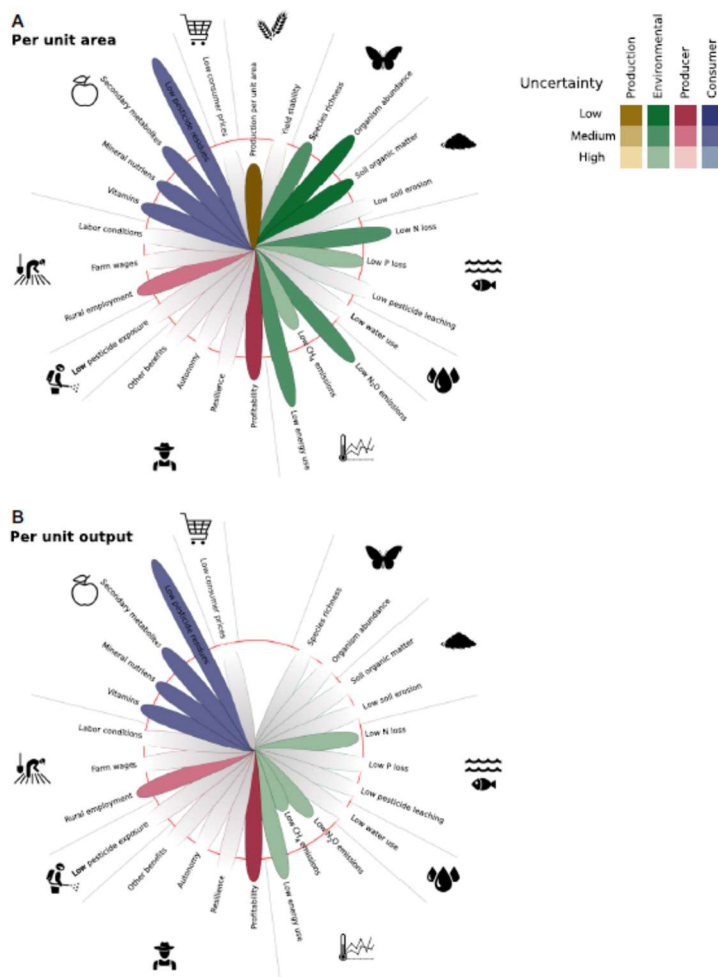 A
Per unit area
Low consumer prices
Production per unit area
Yield stability
Species richness
Organism abundance
Soil organic matter
Low soil erosion
Low N loss
Low P loss
Low pesticide leaching
Low water use
Low N₂O emissions
Low CH₄ emissions
Low energy use
Profitability
Resilience
Autonomy
Other benefits
Low pesticide exposure
Rural employment
Farm wages
Labor conditions
Vitamins
Mineral nutriens
Secondary metabolites
Low pesticide residues
Uncertainty
Production
Environmental
Producer
Consumer
Low
Medium
High
B
Per unit output
Low consumer prices
Species richness
Organism abundance
Soil organic matter
Low soil erosion
Low N loss
Low P loss
Low pesticide leaching
Low water use
Low N₂O emissions
Low CH₄ emissions
Low energy use
Profitability
Resilience
Autonomy
Other benefits
Low pesticide exposure
Rural employment
Farm wages
Labor conditions
Vitamins
Mineral nutriens
Secondary metabolites
Low pesticide residues